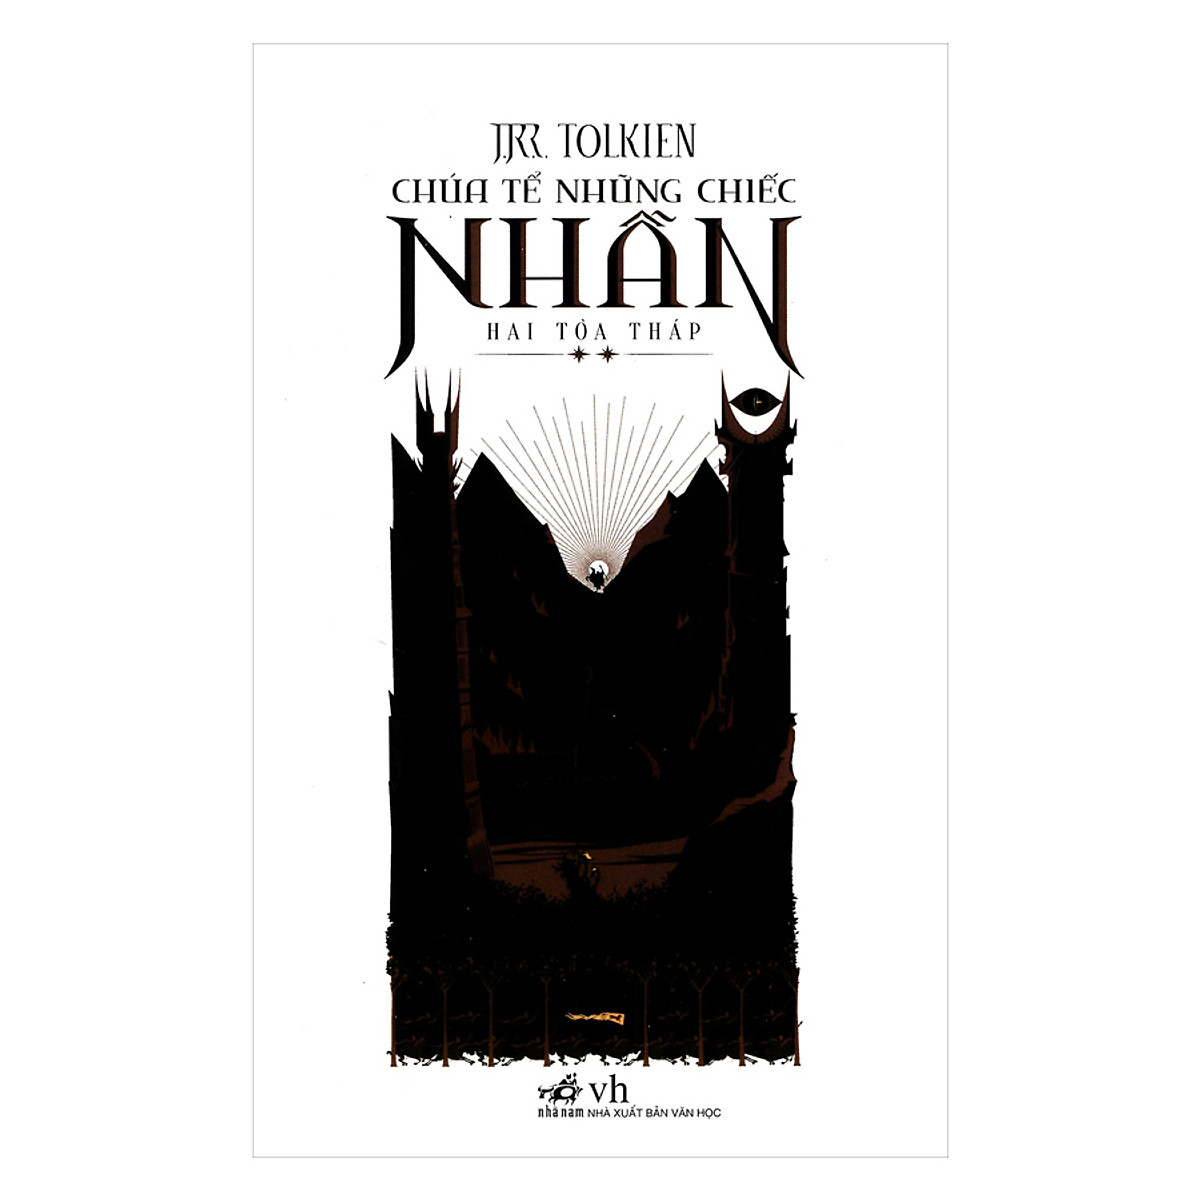 J.R.R. TOLKIEN
CHÚA TỂ NHỮNG CHIẾC
NHẪN
HAI TÒA THÁP
vh
nhã nam NHÀ XUẤT BẢN VĂN HỌC